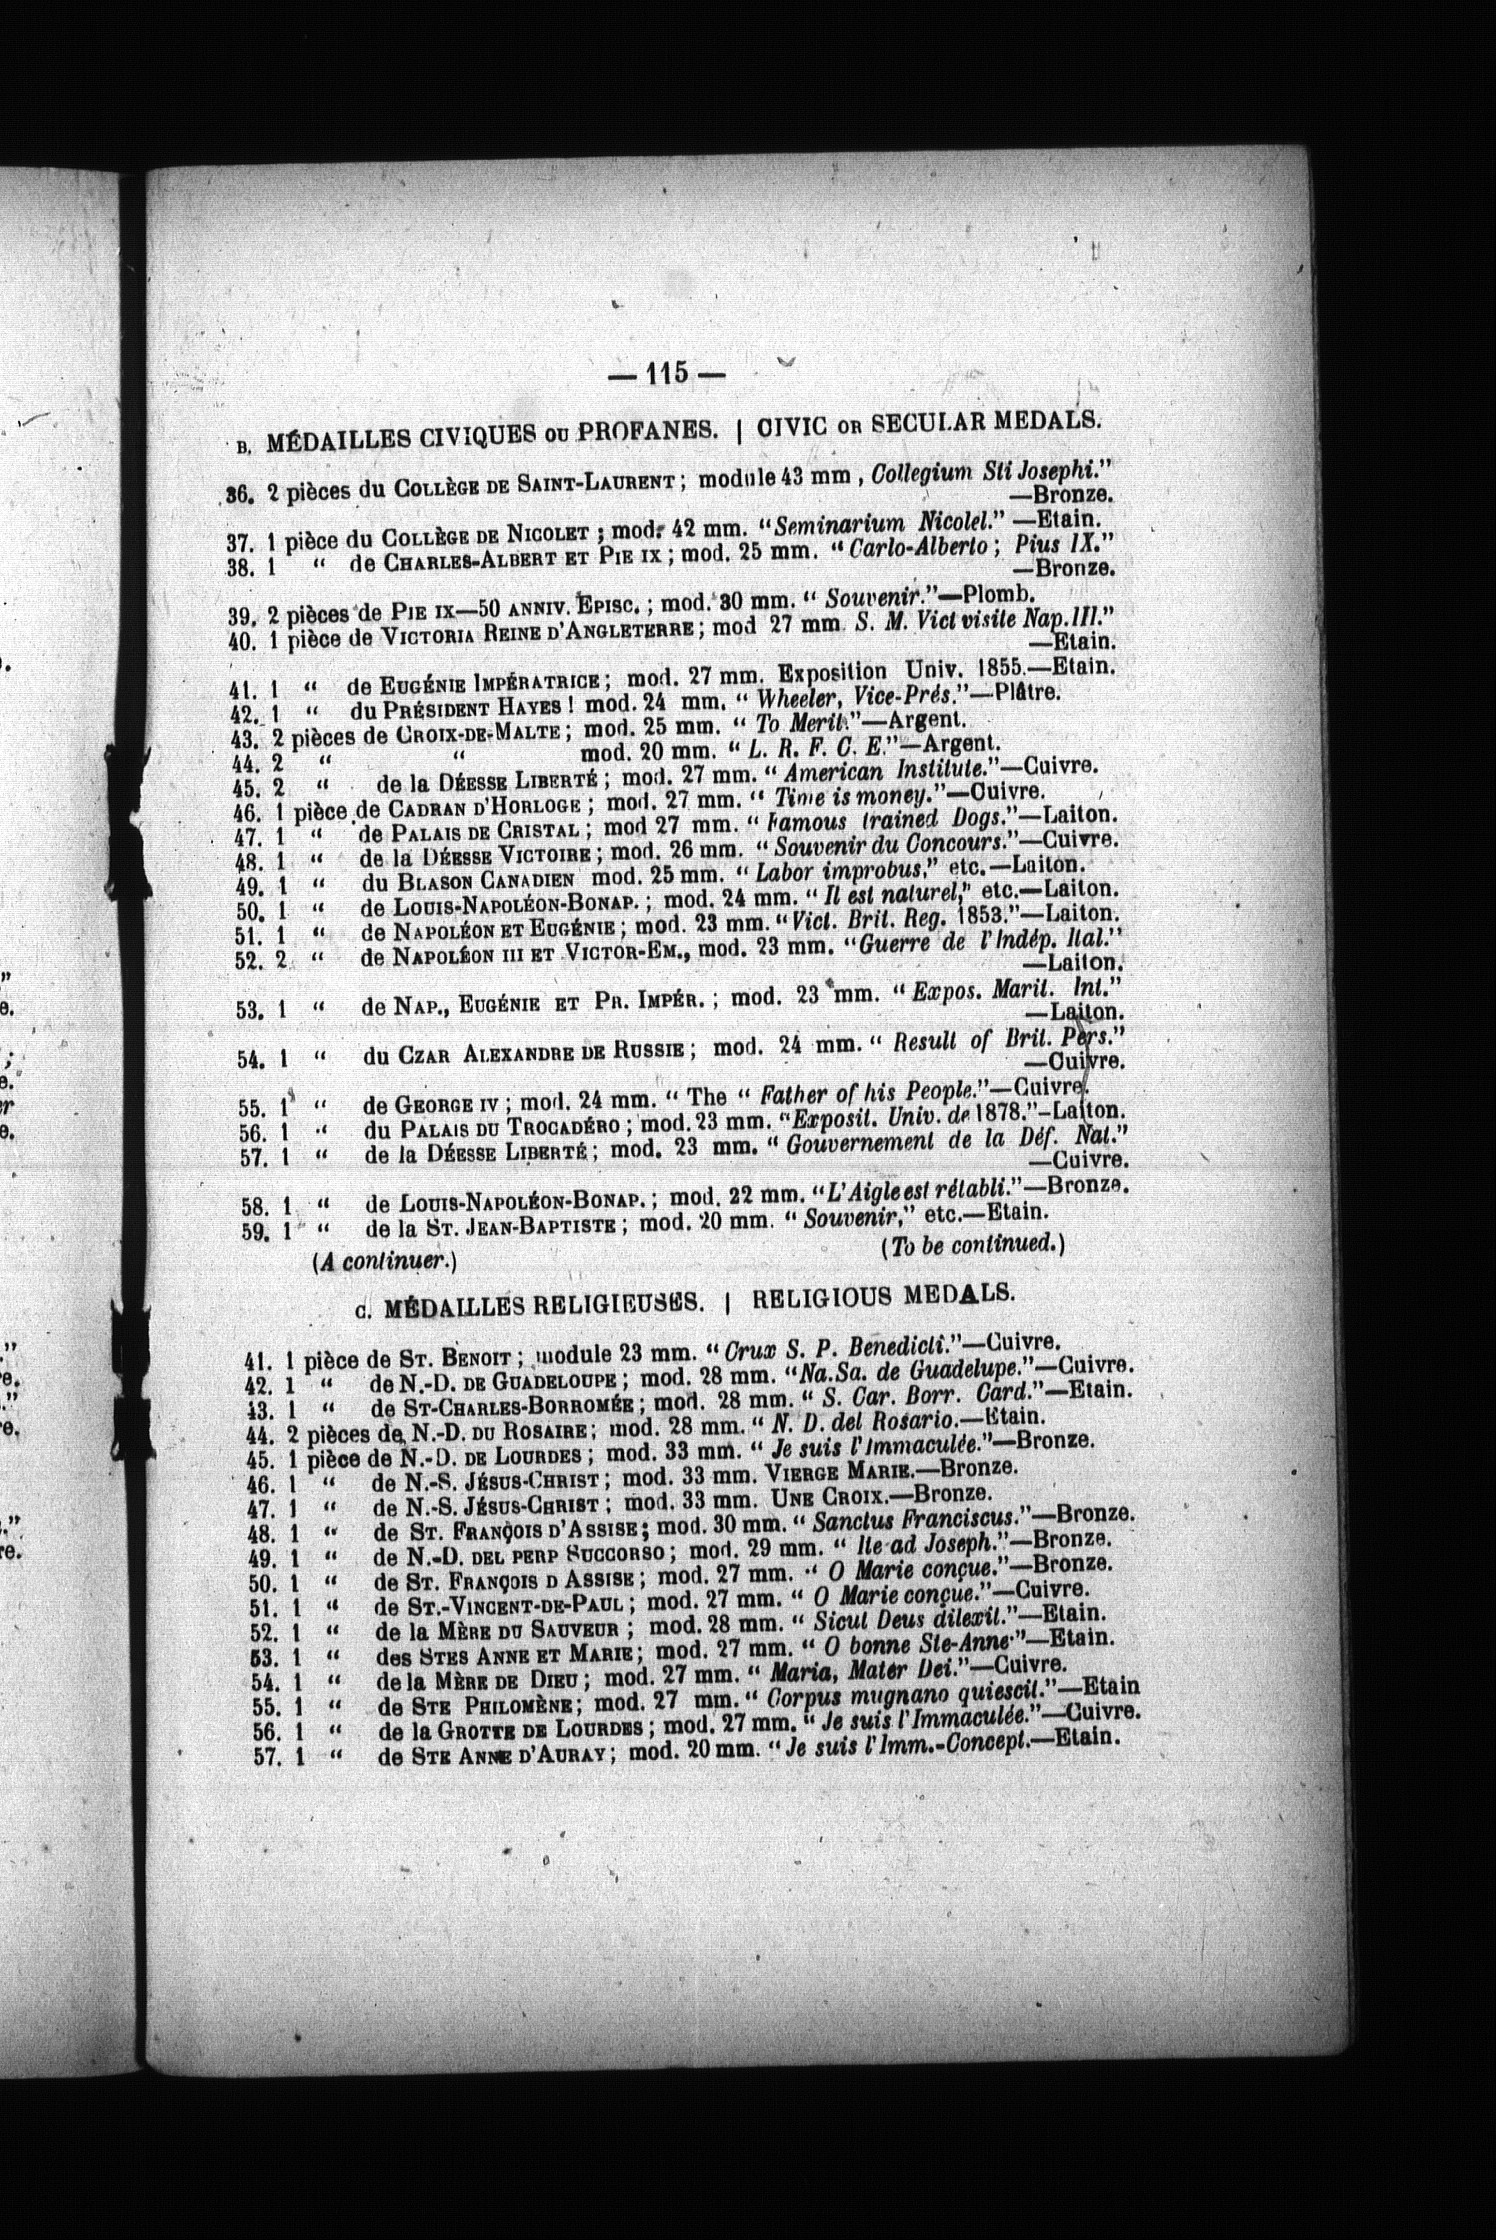 — 115 —
B. MÉDAILLES CIVIQUES OU PROFANES. | CIVIC OR SECULAR MEDALS.
36. 2 pièces du COLLÈGE DE SAINT-LAURENT ; module 43 mm , Collegium Sti Josephi."
—Bronze.
37. 1 pièce du COLLÈGE DE NICOLET ; mod. 42 mm. "Seminarium Nicolet." —Etain.
38. 1 " de CHARLES-ALBERT ET PIE IX ; mod. 25 mm. "Carlo-Alberto ; Pius IX."
—Bronze.
39. 2 pièces de PIE IX—50 ANNIV. EPISC. ; mod. 30 mm. " Souvenir."—Plomb.
40. 1 pièce de VICTORIA REINE D'ANGLETERRE ; mod 27 mm. S. M. Vict visite Nap. III."
—Etain.
41. 1 " de EUGÉNIE IMPÉRATRICE ; mod. 27 mm. Exposition Univ. 1855.—Etain.
42. 1 " du PRÉSIDENT HAYES ! mod. 24 mm. " Wheeler, Vice-Prés."—Plâtre.
43. 2 pièces de CROIX-DE-MALTE ; mod. 25 mm. " To Merit."—Argent.
44. 2 " " mod. 20 mm. " L. R. F. C. E."—Argent.
45. 2 " de la DÉESSE LIBERTÉ ; mod. 27 mm. " American Institute."—Cuivre.
46. 1 pièce de CADRAN D'HORLOGE ; mod. 27 mm. " Time is money."—Cuivre.
47. 1 " de PALAIS DE CRISTAL ; mod 27 mm. " Famous trained Dogs."—Laiton.
48. 1 " de la DÉESSE VICTOIRE ; mod. 26 mm. " Souvenir du Concours."—Cuivre.
49. 1 " du BLASON CANADIEN mod. 25 mm. " Labor improbus," etc.—Laiton.
50. 1 " de LOUIS-NAPOLÉON-BONAP. ; mod. 24 mm. " Il est naturel," etc.—Laiton.
51. 1 " de NAPOLÉON ET EUGÉNIE ; mod. 23 mm. "Vict. Brit. Reg. 1853."—Laiton.
52. 2 " de NAPOLÉON III ET VICTOR-EM., mod. 23 mm. "Guerre de l'Indép. Ital."
—Laiton.
53. 1 " de NAP., EUGÉNIE ET PR. IMPÉR. ; mod. 23 mm. " Expos. Marit. Int."
—Laiton.
54. 1 " du CZAR ALEXANDRE DE RUSSIE ; mod. 24 mm. " Result of Brit. Pers."
—Cuivre.
55. 1 " de GEORGE IV ; mod. 24 mm. " The " Father of his People."—Cuivre.
56. 1 " du PALAIS DU TROCADÉRO ; mod. 23 mm. "Exposit. Univ. de 1878."—Laiton.
57. 1 " de la DÉESSE LIBERTÉ ; mod. 23 mm. " Gouvernement de la Déf. Nat."
—Cuivre.
58. 1 " de LOUIS-NAPOLÉON-BONAP. ; mod. 22 mm. "L'Aigle est rétabli."—Bronze.
59. 1 " de la ST. JEAN-BAPTISTE ; mod. 20 mm. " Souvenir," etc.—Etain.
(A continuer.) (To be continued.)
C. MÉDAILLES RELIGIEUSES. | RELIGIOUS MEDALS.
41. 1 pièce de ST. BENOIT ; module 23 mm. " Crux S. P. Benedicti."—Cuivre.
42. 1 " de N.-D. DE GUADELOUPE ; mod. 28 mm. "Na. Sa. de Guadelupe."—Cuivre.
43. 1 " de ST-CHARLES-BORROMÉE ; mod. 28 mm. " S. Car. Borr. Card."—Etain.
44. 2 pièces de N.-D. DU ROSAIRE ; mod. 28 mm. " N. D. del Rosario.—Etain.
45. 1 pièce de N.-D. DE LOURDES ; mod. 33 mm. " Je suis l'Immaculée."—Bronze.
46. 1 " de N.-S. JÉSUS-CHRIST ; mod. 33 mm. VIERGE MARIE.—Bronze.
47. 1 " de N.-S. JÉSUS-CHRIST ; mod. 33 mm. UNE CROIX.—Bronze.
48. 1 " de ST. FRANÇOIS D'ASSISE ; mod. 30 mm. " Sanctus Franciscus."—Bronze.
49. 1 " de N.-D. DEL PERP SUCCORSO ; mod. 29 mm. " Ite ad Joseph."—Bronze.
50. 1 " de ST. FRANÇOIS D ASSISE ; mod. 27 mm. " O Marie conçue."—Bronze.
51. 1 " de ST.-VINCENT-DE-PAUL ; mod. 27 mm. " O Marie conçue."—Cuivre.
52. 1 " de la MÈRE DU SAUVEUR ; mod. 28 mm. " Sicut Deus dilexit."—Etain.
53. 1 " des STES ANNE ET MARIE ; mod. 27 mm. " O bonne Ste-Anne."—Etain.
54. 1 " de la MÈRE DE DIEU ; mod. 27 mm. " Maria, Mater Dei."—Cuivre.
55. 1 " de STE PHILOMÈNE ; mod. 27 mm. " Corpus mugnano quiescit."—Etain
56. 1 " de la GROTTE DE LOURDES ; mod. 27 mm. " Je suis l'Immaculée."—Cuivre.
57. 1 " de STE ANNE D'AURAY ; mod. 20 mm. "Je suis l'Imm.-Concept.—Etain.